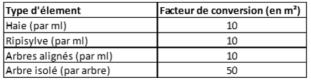 Type d'élement Facteur de conversion (en m²)
Haie (par ml) 10
Ripisylve (par ml) 10
Arbres alignés (par ml) 10
Arbre isolé (par arbre) 50